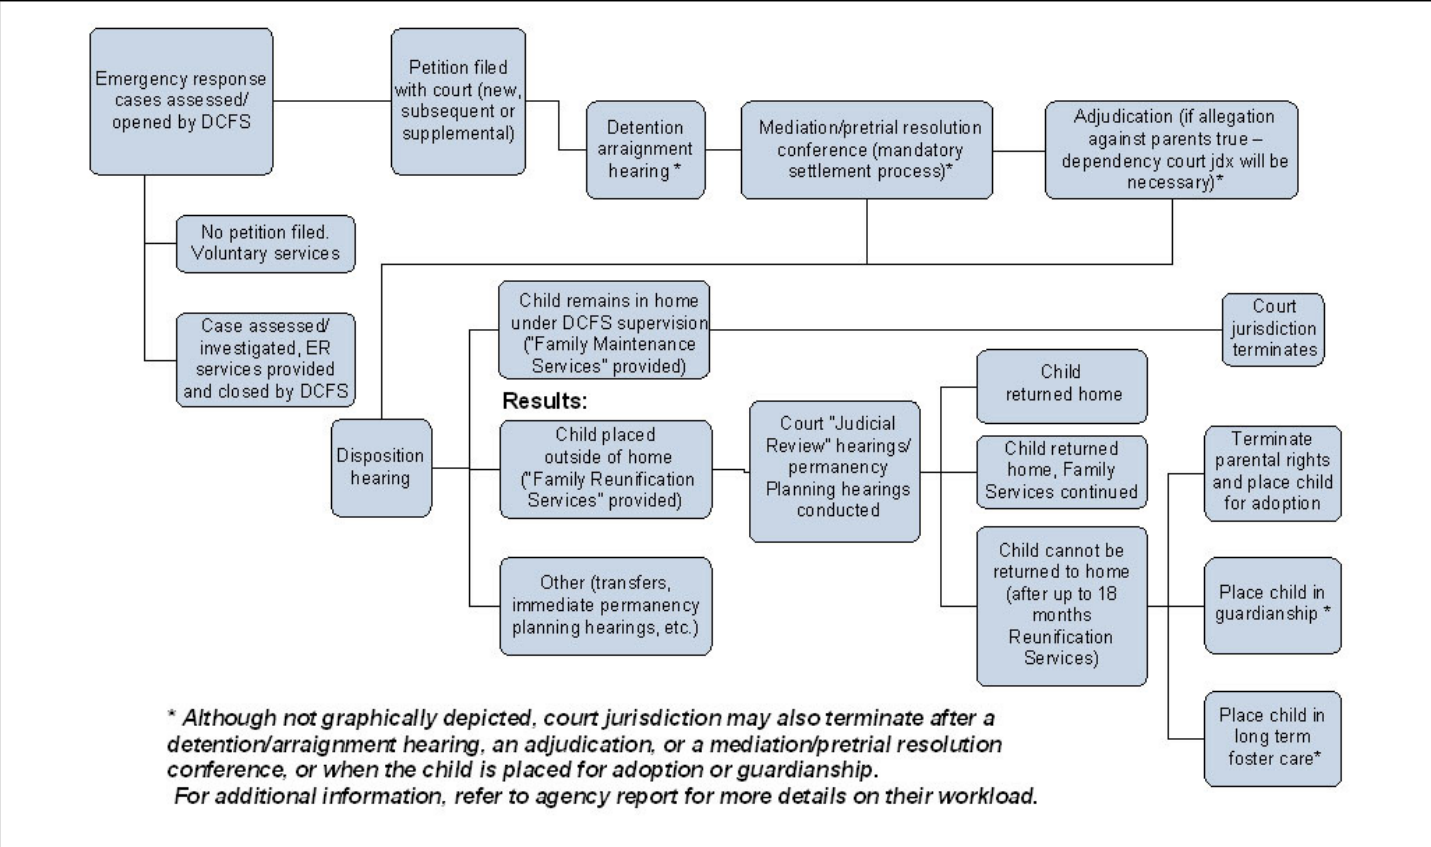 Emergency response
cases assessed/
opened by DCFS
Petition filed
with court (new,
subsequent or
supplemental)
Detention
arraignment
hearing *
Mediation/pretrial resolution
conference (mandatory
settlement process)*
Adjudication (if allegation
against parents true –
dependency court jdx will be
necessary)*
No petition filed.
Voluntary services
Case assessed/
investigated, ER
services provided
and closed by DCFS
Disposition
hearing
Child remains in home
under DCFS supervision
("Family Maintenance
Services" provided)
Court
jurisdiction
terminates
Results:
Child placed
outside of home
("Family Reunification
Services" provided)
Other (transfers,
immediate permanency
planning hearings, etc.)
Court "Judicial
Review" hearings/
permanency
Planning hearings
conducted
Child
returned home
Child returned
home, Family
Services continued
Child cannot be
returned to home
(after up to 18
months
Reunification
Services)
Terminate
parental rights
and place child
for adoption
Place child in
guardianship *
Place child in
long term
foster care*
* Although not graphically depicted, court jurisdiction may also terminate after a
detention/arraignment hearing, an adjudication, or a mediation/pretrial resolution
conference, or when the child is placed for adoption or guardianship.
For additional information, refer to agency report for more details on their workload.